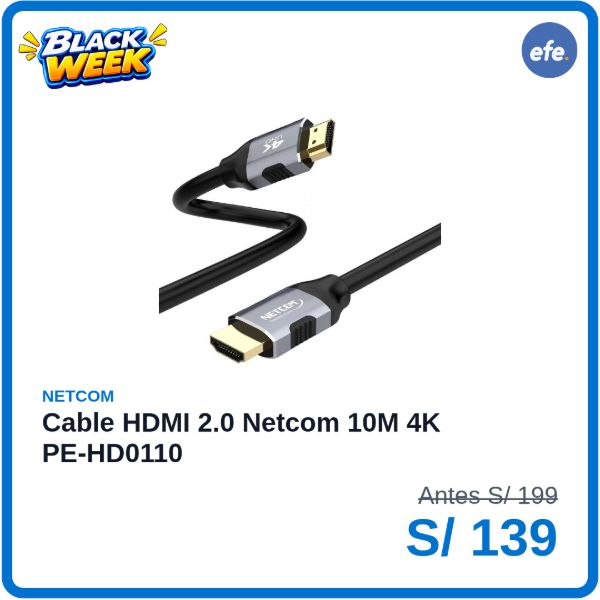 BLACK
WEEK
efe.
4K
NETCOM
NETCOM
Cable HDMI 2.0 Netcom 10M 4K
PE-HD0110
Antes S/ 199
S/ 139